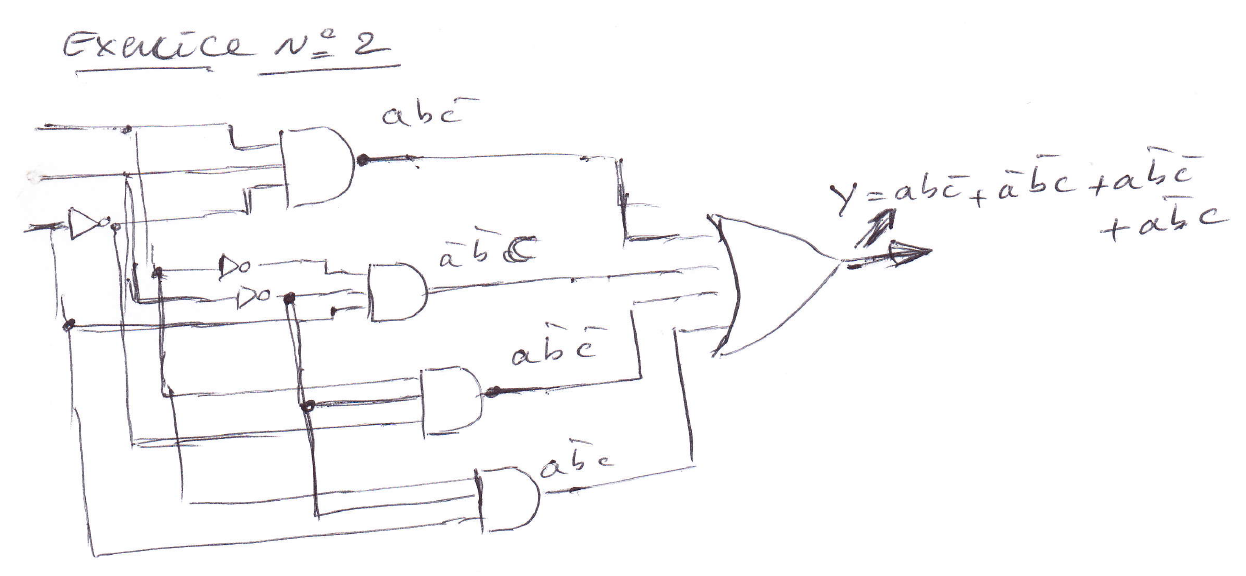 Exercice N° 2
abc̄
Y = abc̄ + āb̄c + ab̄c̄
+ ab̄c
āb̄c
ab̄c̄
ab̄c